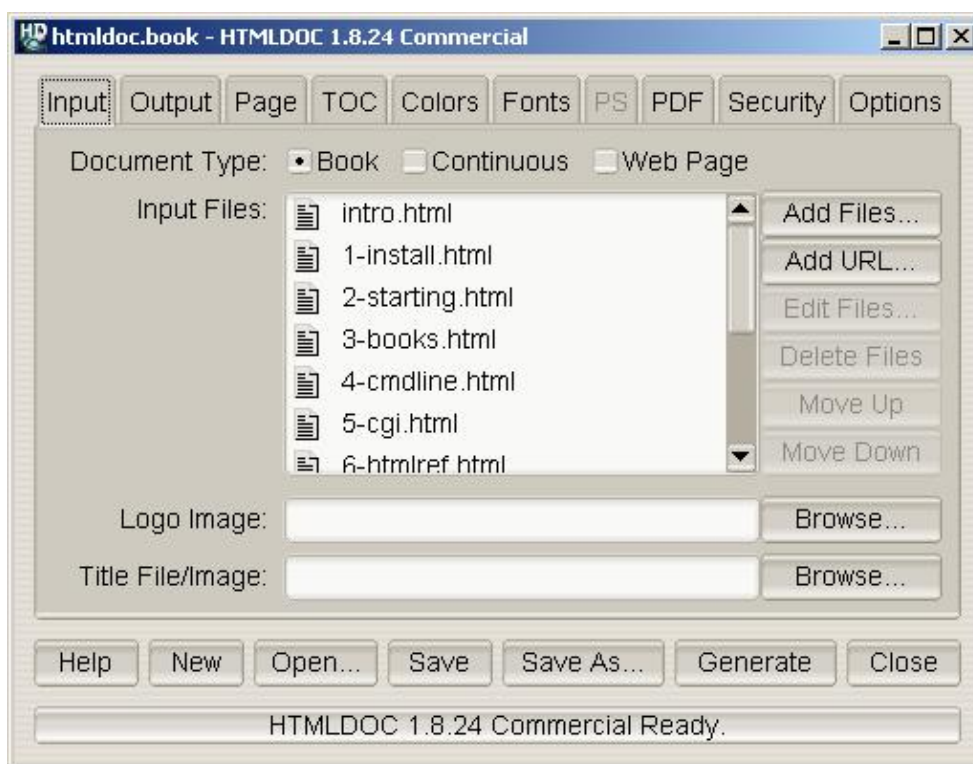 htmldoc.book - HTMLDOC 1.8.24 Commercial
Input Output Page TOC Colors Fonts PS PDF Security Options
Document Type: Book Continuous Web Page
Input Files: intro.html Add Files...
1-install.html Add URL...
2-starting.html Edit Files...
3-books.html Delete Files
4-cmdline.html Move Up
5-cgi.html Move Down
6-htmlref.html
Logo Image: Browse...
Title File/Image: Browse...
Help New Open... Save Save As... Generate Close
HTMLDOC 1.8.24 Commercial Ready.